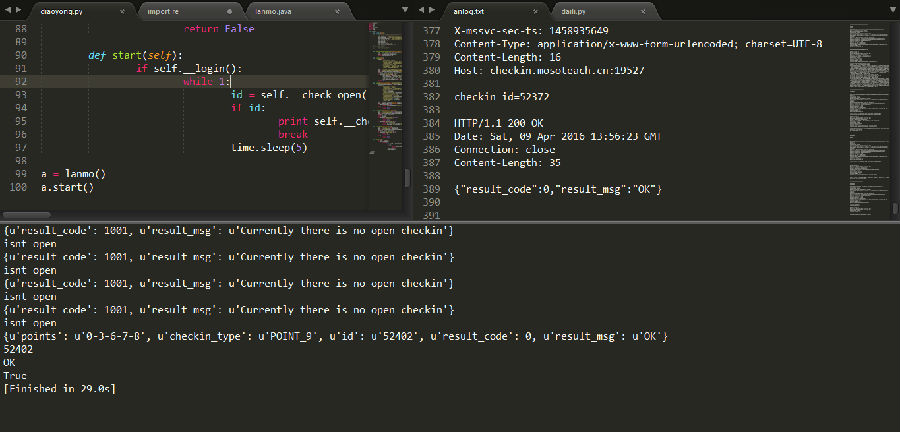 ciaoyong.py
import re
lanmo.java
88 return False
89
90 def start(self):
91 if self.__login():
92 while 1:
93 id = self.__check_open(
94 if id:
95 print self.__che
96 break
97 time.sleep(5)
98
99 a = lanmo()
100 a.start()
anlog.txt
daili.py
377 X-mssvc-sec-ts: 1458935649
378 Content-Type: application/x-www-form-urlencoded; charset=UTF-8
379 Content-Length: 16
380 Host: checkin.mosoteach.cn:19527
381
382 checkin_id=52372
383
384 HTTP/1.1 200 OK
385 Date: Sat, 09 Apr 2016 13:56:23 GMT
386 Connection: close
387 Content-Length: 35
388
389 {"result_code":0,"result_msg":"OK"}
390
391
{u'result_code': 1001, u'result_msg': u'Currently there is no open checkin'}
isnt open
{u'result_code': 1001, u'result_msg': u'Currently there is no open checkin'}
isnt open
{u'result_code': 1001, u'result_msg': u'Currently there is no open checkin'}
isnt open
{u'result_code': 1001, u'result_msg': u'Currently there is no open checkin'}
isnt open
{u'points': u'0-3-6-7-8', u'checkin_type': u'POINT_9', u'id': u'52402', u'result_code': 0, u'result_msg': u'OK'}
52402
OK
True
[Finished in 29.0s]